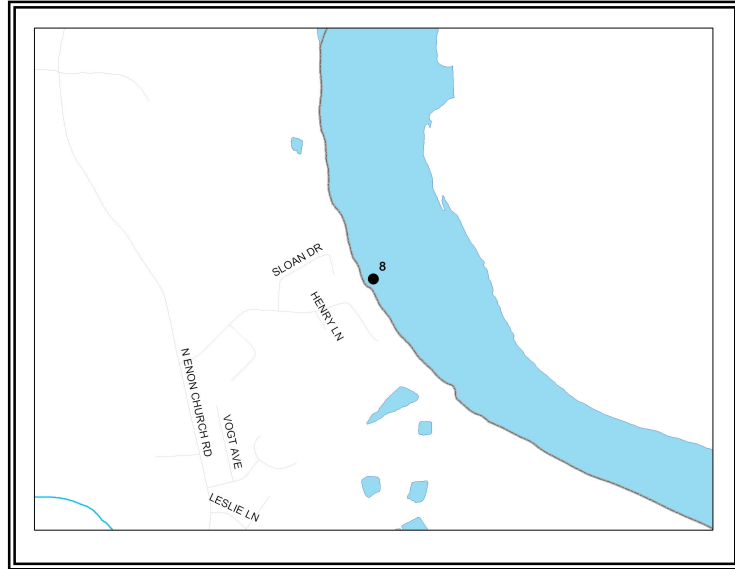 SLOAN DR
8
HENRY LN
N ENON CHURCH RD
VOGT AVE
LESLIE LN